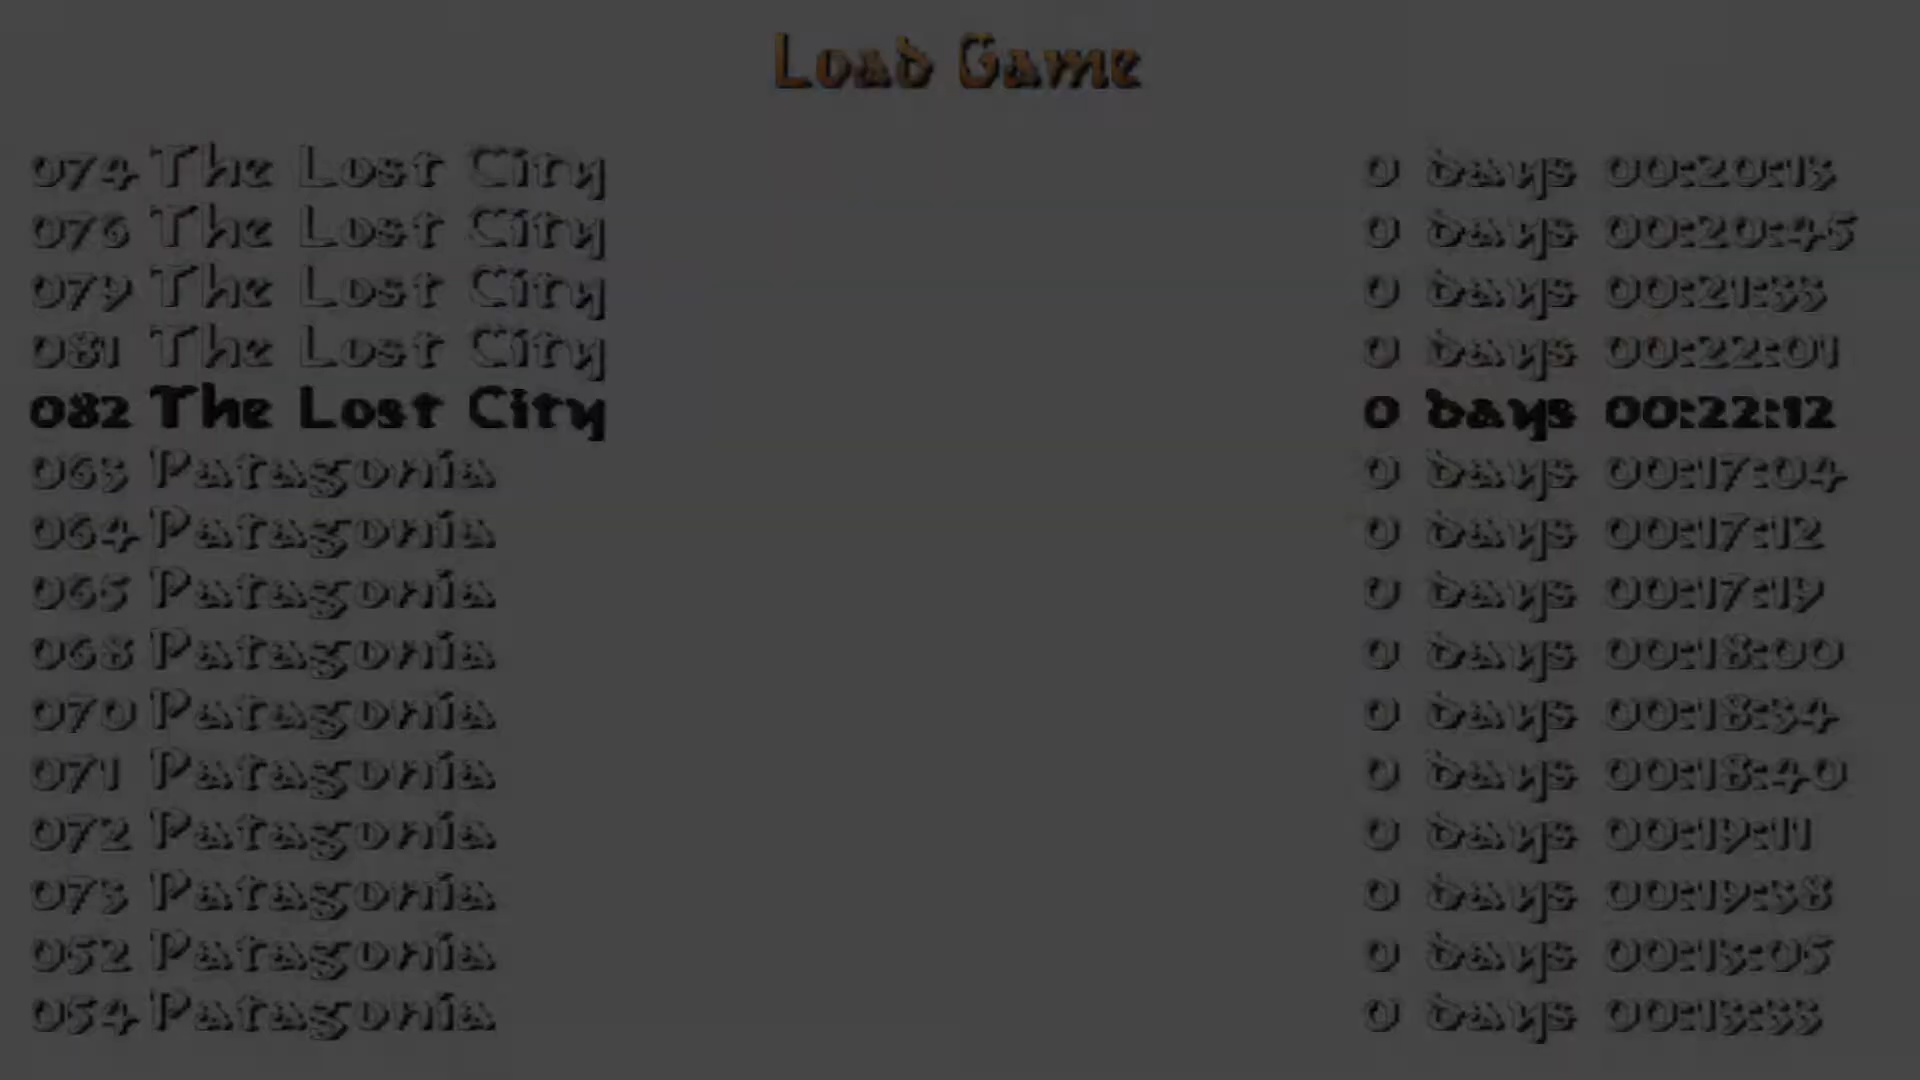 Load Game
074 The Lost City 0 days 00:20:13
076 The Lost City 0 days 00:20:45
079 The Lost City 0 days 00:21:33
081 The Lost City 0 days 00:22:01
082 The Lost City 0 days 00:22:12
063 Patagonia 0 days 00:17:04
064 Patagonia 0 days 00:17:12
065 Patagonia 0 days 00:17:19
068 Patagonia 0 days 00:18:00
070 Patagonia 0 days 00:18:34
071 Patagonia 0 days 00:18:40
072 Patagonia 0 days 00:19:11
073 Patagonia 0 days 00:19:38
052 Patagonia 0 days 00:13:05
054 Patagonia 0 days 00:13:33